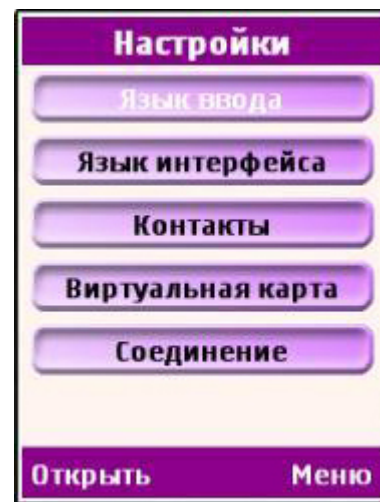 Настройки
Язык ввода
Язык интерфейса
Контакты
Виртуальная карта
Соединение
Открыть Меню